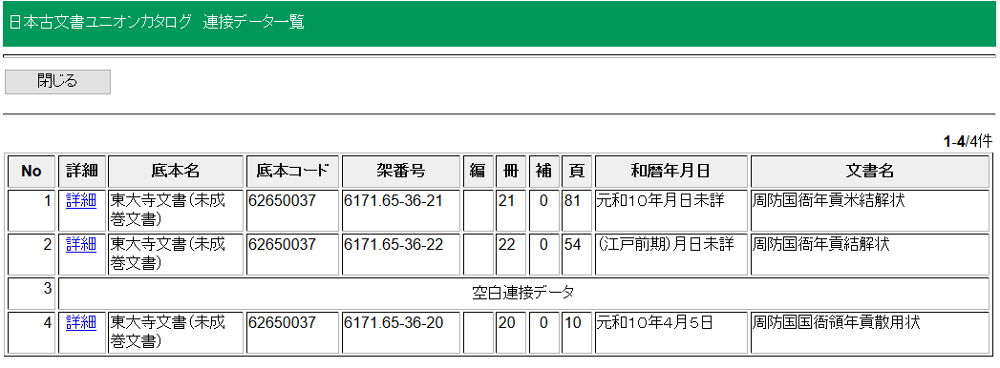 日本古文書ユニオンカタログ　連接データ一覧
閉じる
1-4/4件
No 詳細 底本名 底本コード 架番号 編 冊 補 頁 和暦年月日 文書名
1 詳細 東大寺文書（未成巻文書） 62650037 6171.65-36-21 21 0 81 元和１０年月日未詳 周防国衙年貢米結解状
2 詳細 東大寺文書（未成巻文書） 62650037 6171.65-36-22 22 0 54 （江戸前期）月日未詳 周防国衙年貢結解状
3 空白連接データ
4 詳細 東大寺文書（未成巻文書） 62650037 6171.65-36-20 20 0 10 元和１０年４月５日 周防国国衙領年貢散用状